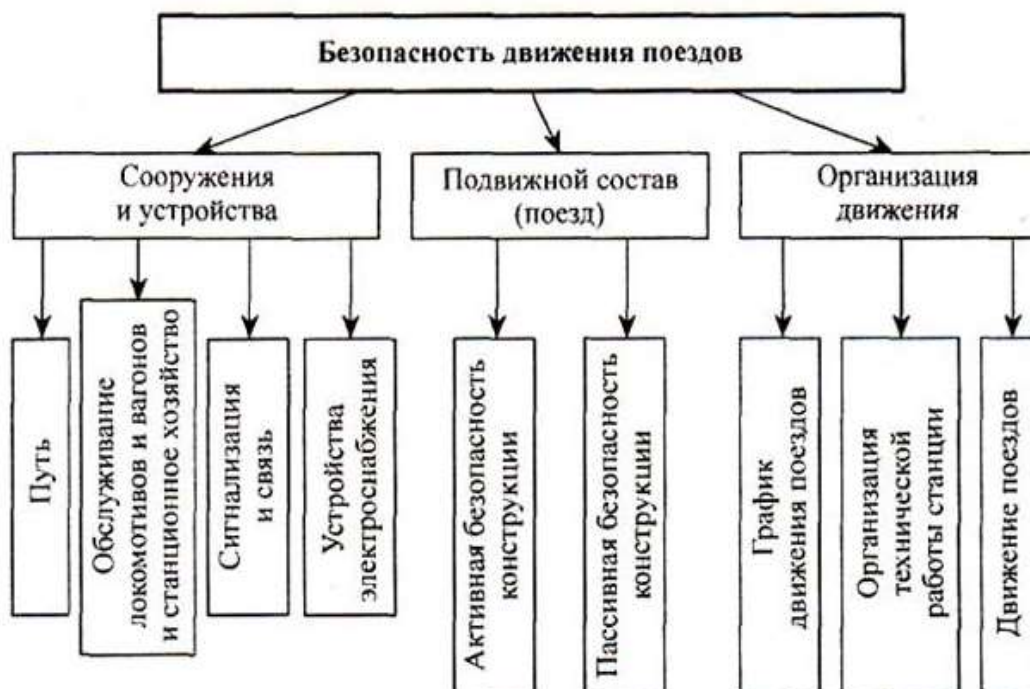 Безопасность движения поездов
Сооружения
и устройства
Подвижной состав
(поезд)
Организация
движения
Путь
Обслуживание
локомотивов и вагонов
и станционное хозяйство
Сигнализация
и связь
Устройства
электроснабжения
Активная безопасность
конструкции
Пассивная безопасность
конструкции
График
движения поездов
Организация
технической
работы станции
Движение поездов